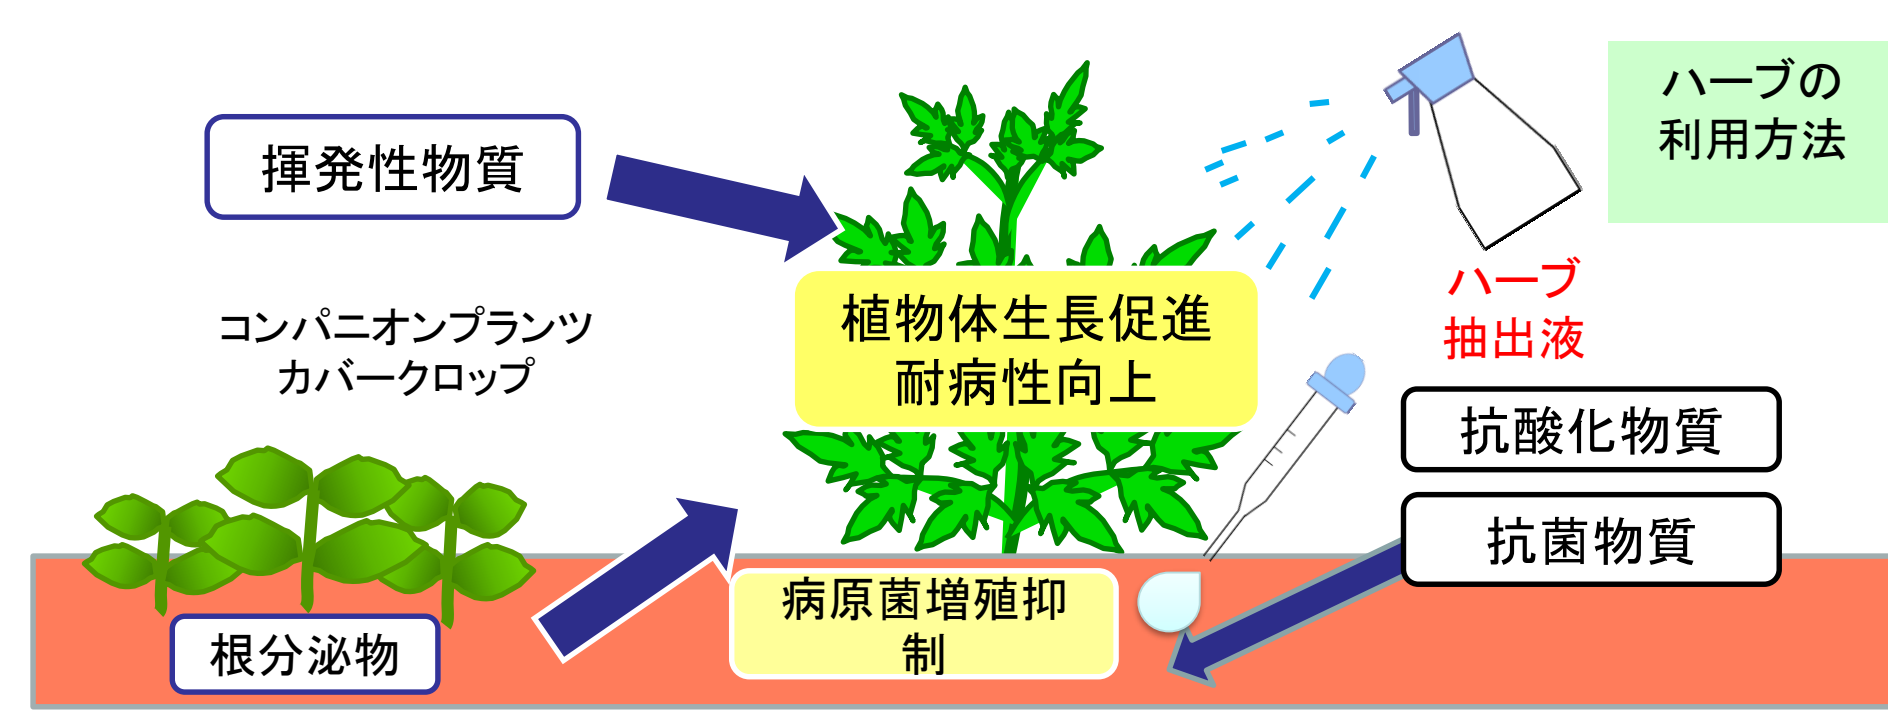 ハーブの
利用方法
揮発性物質
コンパニオンプランツ
カバークロップ
植物体生長促進
耐病性向上
ハーブ
抽出液
抗酸化物質
抗菌物質
病原菌増殖抑
制
根分泌物